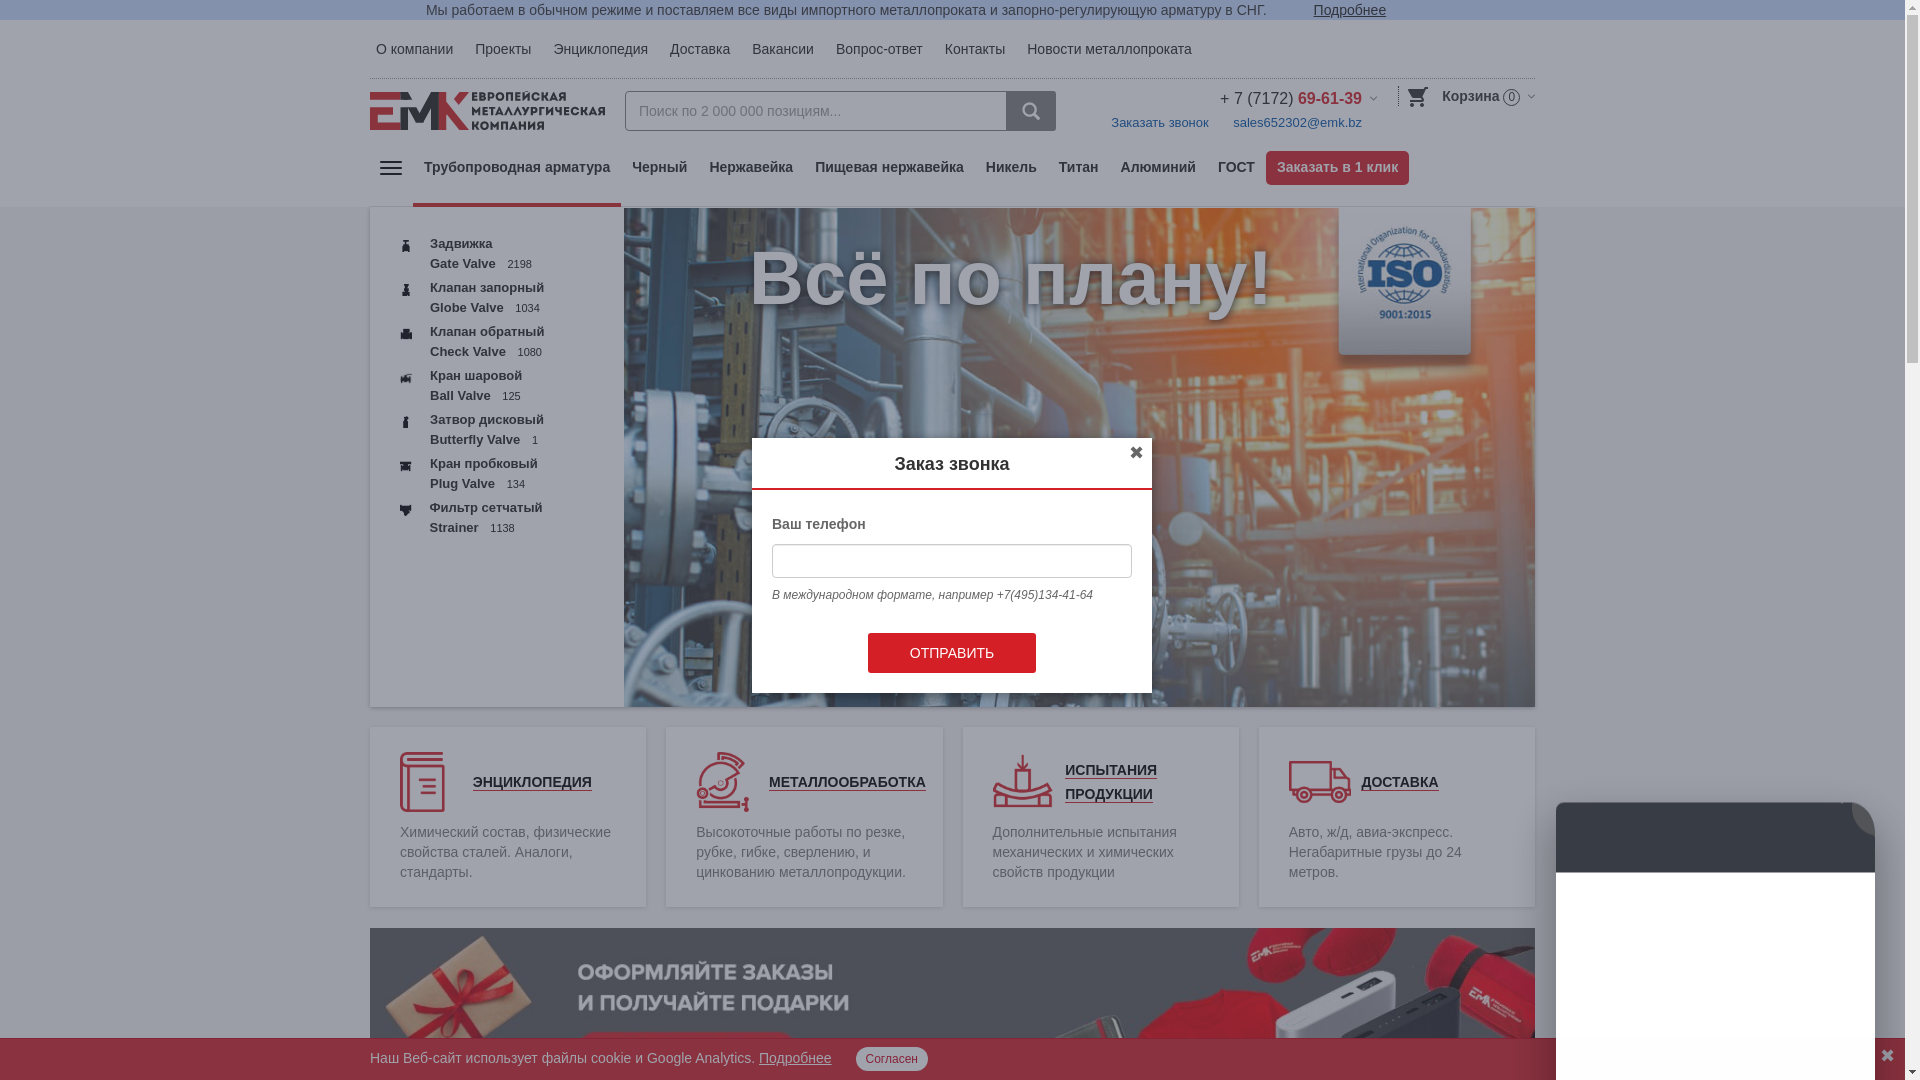 Мы работаем в обычном режиме и поставляем все виды импортного металлопроката и запорно-регулирующую арматуру в СНГ. Подробнее
О компании Проекты Энциклопедия Доставка Вакансии Вопрос-ответ Контакты Новости металлопроката
ЕМК ЕВРОПЕЙСКАЯ
МЕТАЛЛУРГИЧЕСКАЯ
КОМПАНИЯ
Поиск по 2 000 000 позициям...
+ 7 (7172) 69-61-39
Корзина 0
Заказать звонок sales652302@emk.bz
Трубопроводная арматура Черный Нержавейка Пищевая нержавейка Никель Титан Алюминий ГОСТ Заказать в 1 клик
Задвижка
Gate Valve 2198
Клапан запорный
Globe Valve 1034
Клапан обратный
Check Valve 1080
Кран шаровой
Ball Valve 125
Затвор дисковый
Butterfly Valve 1
Кран пробковый
Plug Valve 134
Фильтр сетчатый
Strainer 1138
Всё по плану!
International Organization for Standardization
ISO
9001:2015
Заказ звонка
✖
Ваш телефон
В международном формате, например +7(495)134-41-64
ОТПРАВИТЬ
ЭНЦИКЛОПЕДИЯ
Химический состав, физические
свойства сталей. Аналоги,
стандарты.
МЕТАЛЛООБРАБОТКА
Высокоточные работы по резке,
рубке, гибке, сверлению, и
цинкованию металлопродукции.
ИСПЫТАНИЯ
ПРОДУКЦИИ
Дополнительные испытания
механических и химических
свойств продукции
ДОСТАВКА
Авто, ж/д, авиа-экспресс.
Негабаритные грузы до 24
метров.
ОФОРМЛЯЙТЕ ЗАКАЗЫ
И ПОЛУЧАЙТЕ ПОДАРКИ
Наш Веб-сайт использует файлы cookie и Google Analytics. Подробнее Согласен
✖